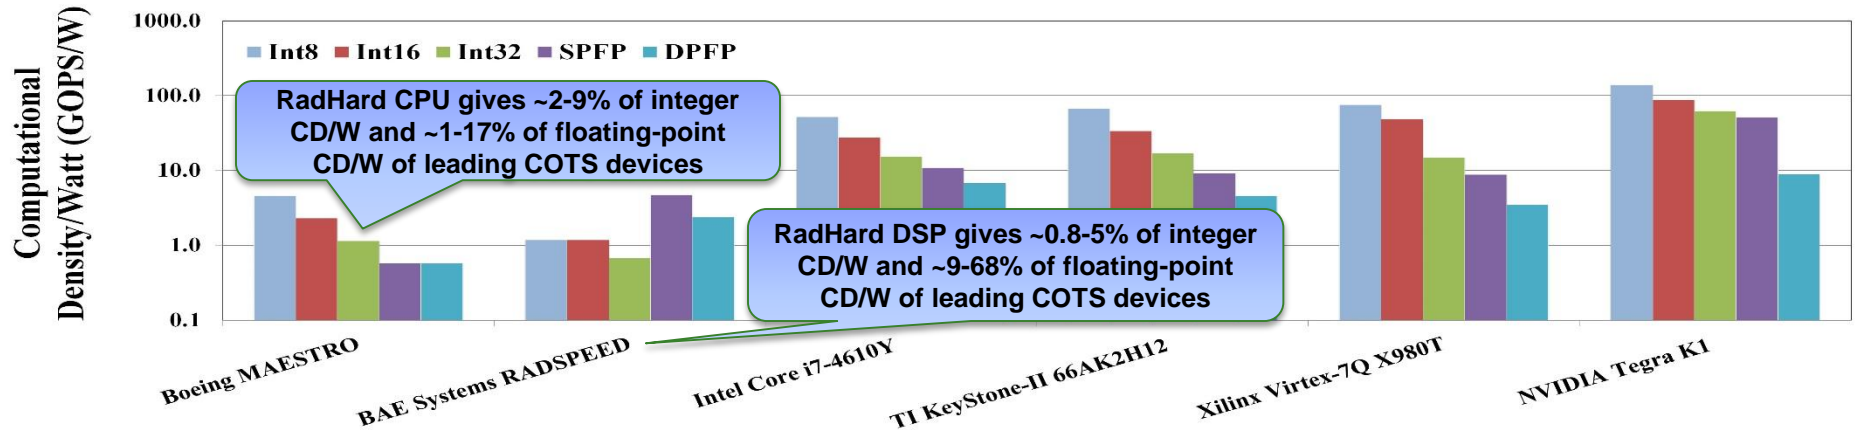 Computational
Density/Watt (GOPS/W)
1000.0
100.0
10.0
1.0
0.1
Int8 Int16 Int32 SPFP DPFP
RadHard CPU gives ~2-9% of integer
CD/W and ~1-17% of floating-point
CD/W of leading COTS devices
RadHard DSP gives ~0.8-5% of integer
CD/W and ~9-68% of floating-point
CD/W of leading COTS devices
Boeing MAESTRO
BAE Systems RADSPEED
Intel Core i7-4610Y
TI KeyStone-II 66AK2H12
Xilinx Virtex-7Q X980T
NVIDIA Tegra K1